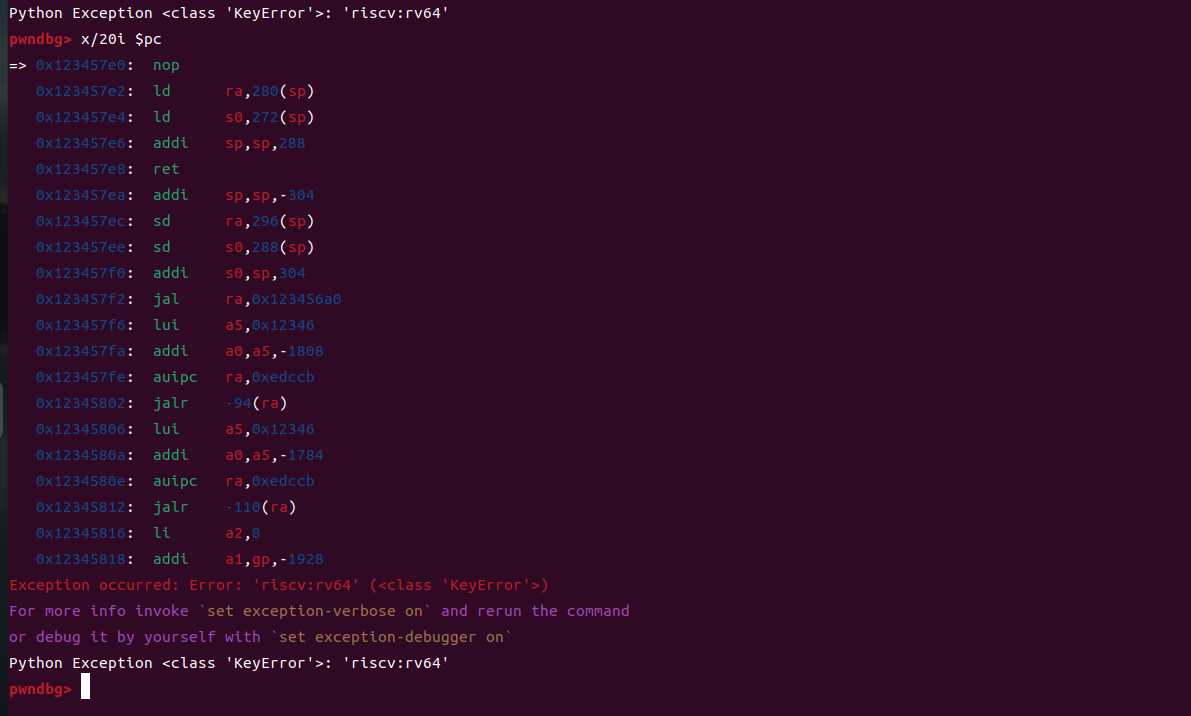 Python Exception <class 'KeyError'>: 'riscv:rv64'
pwndbg> x/20i $pc
=> 0x123457e0: nop
0x123457e2: ld ra,280(sp)
0x123457e4: ld s0,272(sp)
0x123457e6: addi sp,sp,288
0x123457e8: ret
0x123457ea: addi sp,sp,-304
0x123457ec: sd ra,296(sp)
0x123457ee: sd s0,288(sp)
0x123457f0: addi s0,sp,304
0x123457f2: jal ra,0x123456a0
0x123457f6: lui a5,0x12346
0x123457fa: addi a0,a5,-1808
0x123457fe: auipc ra,0xedccb
0x12345802: jalr -94(ra)
0x12345806: lui a5,0x12346
0x1234580a: addi a0,a5,-1784
0x1234580e: auipc ra,0xedccb
0x12345812: jalr -110(ra)
0x12345816: li a2,8
0x12345818: addi a1,gp,-1928
Exception occurred: Error: 'riscv:rv64' (<class 'KeyError'>)
For more info invoke `set exception-verbose on` and rerun the command
or debug it by yourself with `set exception-debugger on`
Python Exception <class 'KeyError'>: 'riscv:rv64'
pwndbg>